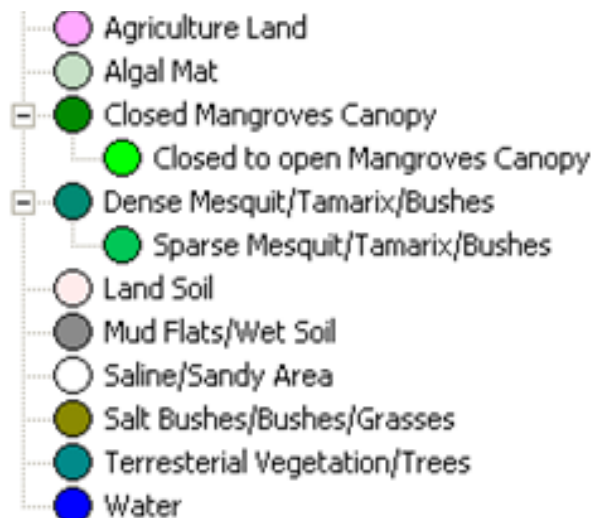 Agriculture Land
Algal Mat
Closed Mangroves Canopy
Closed to open Mangroves Canopy
Dense Mesquit/Tamarix/Bushes
Sparse Mesquit/Tamarix/Bushes
Land Soil
Mud Flats/Wet Soil
Saline/Sandy Area
Salt Bushes/Bushes/Grasses
Terresterial Vegetation/Trees
Water